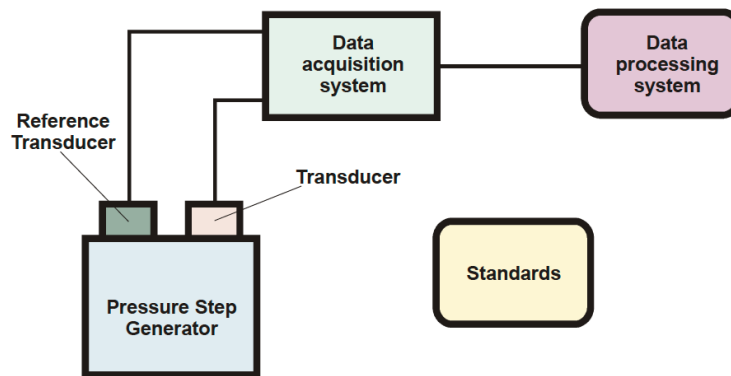 Data
acquisition
system
Data
processing
system
Reference
Transducer
Transducer
Pressure Step
Generator
Standards